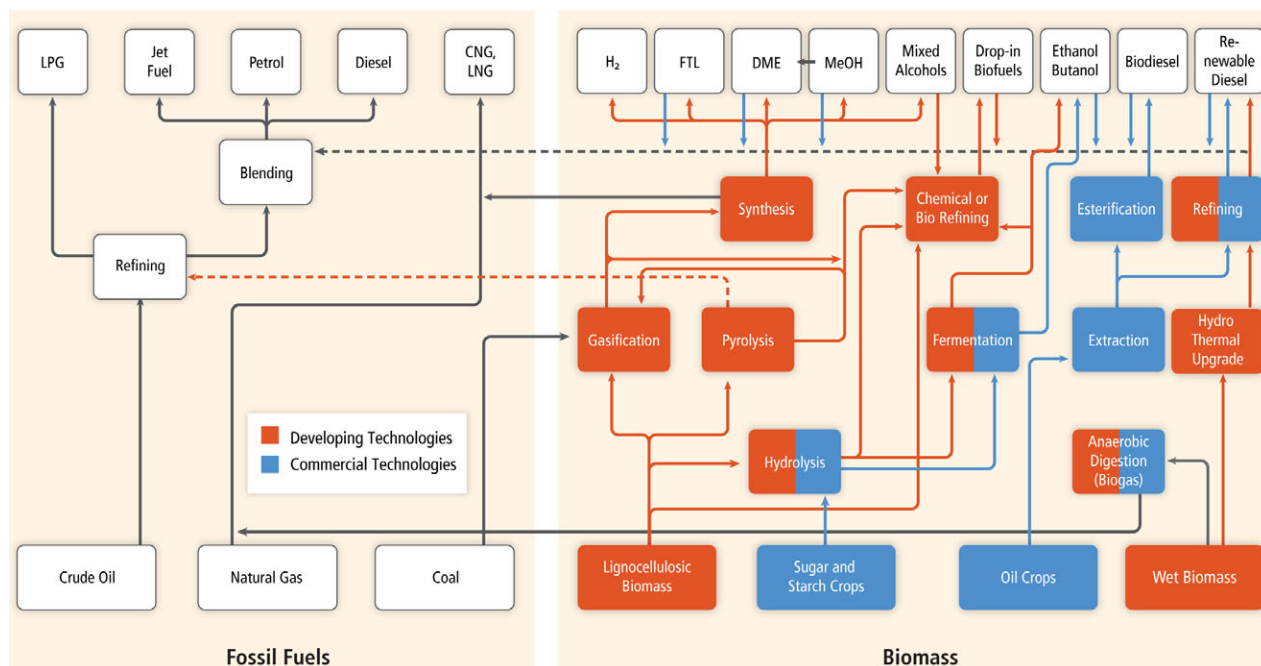 LPG
Jet
Fuel
Petrol
Diesel
CNG,
LNG
H₂
FTL
DME
MeOH
Mixed
Alcohols
Drop-in
Biofuels
Ethanol
Butanol
Biodiesel
Re-
newable
Diesel
Blending
Synthesis
Chemical or
Bio Refining
Esterification
Refining
Refining
Gasification
Pyrolysis
Fermentation
Extraction
Hydro
Thermal
Upgrade
Developing Technologies
Commercial Technologies
Hydrolysis
Anaerobic
Digestion
(Biogas)
Crude Oil
Natural Gas
Coal
Lignocellulosic
Biomass
Sugar and
Starch Crops
Oil Crops
Wet Biomass
Fossil Fuels
Biomass